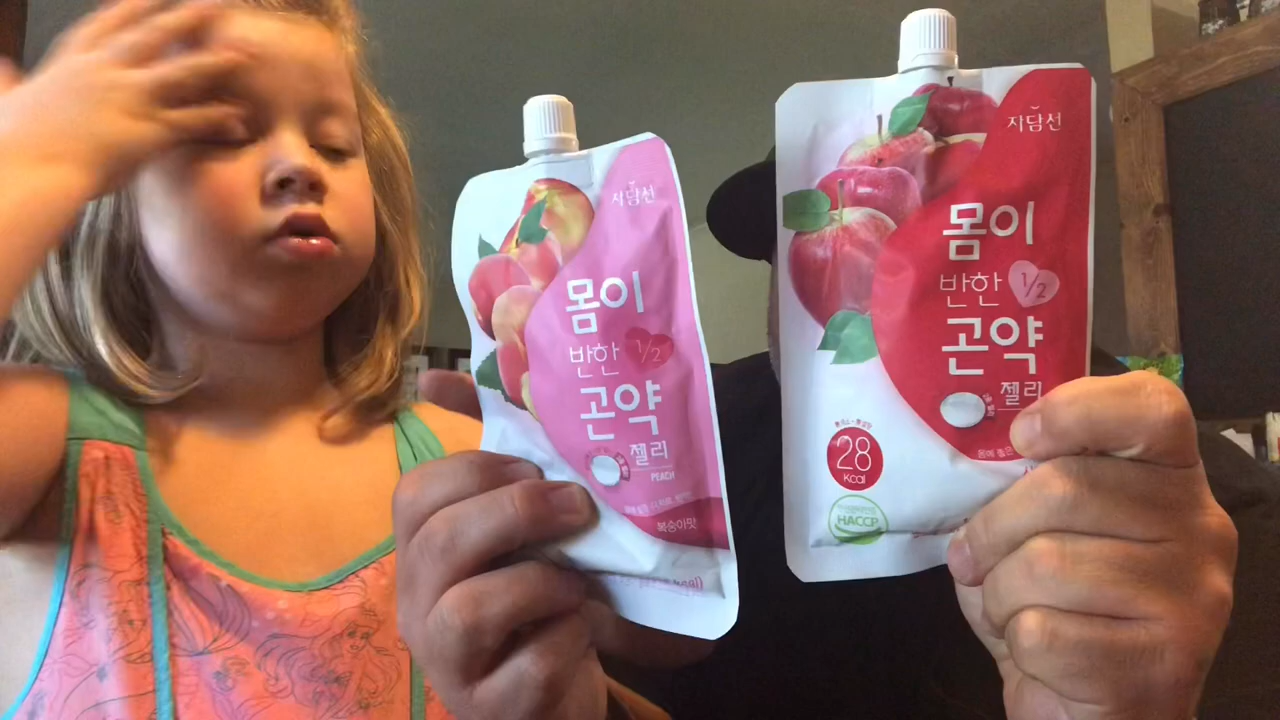 자담선
몸이
반한 1/2
곤약
젤리
PEACH
복숭아맛
자담선
몸이
반한 1/2
곤약
젤리
28
Kcal
HACCP